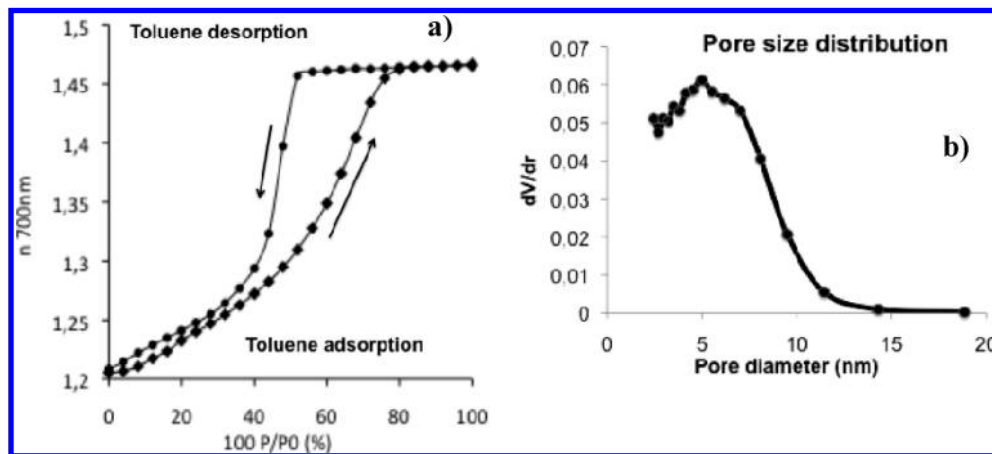 a)
Toluene desorption
1,5
1,45
1,4
1,35
1,3
1,25
1,2
n 700nm
Toluene adsorption
0 20 40 60 80 100
100 P/P0 (%)
Pore size distribution
b)
0,07
0,06
0,05
0,04
0,03
0,02
0,01
0
dV/dr
0 5 10 15 20
Pore diameter (nm)